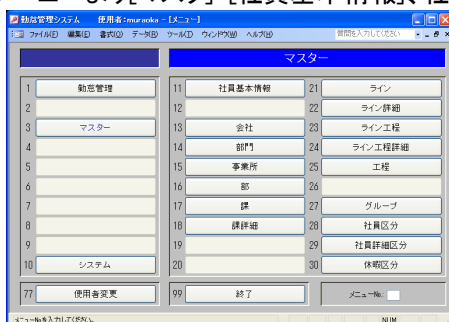 ニューより[マスター]-[社員基本情報]、社
勤怠管理システム 使用者:muraoka - [メニュー]
ファイル(F) 編集(E) 書式(O) データ(B) ツール(T) ウィンドウ(W) ヘルプ(H) 質問を入力してください
マスター
1 勤怠管理 11 社員基本情報 21 ライン
2 12 22 ライン詳細
3 マスター 13 会社 23 ライン工程
4 14 部門 24 ライン工程詳細
5 15 事業所 25 工程
6 16 部 26
7 17 課 27 グループ
8 18 課詳細 28 社員区分
9 19 29 社員詳細区分
10 システム 20 30 休暇区分
77 使用者変更 99 終了 メニューNo.
メニューNoを入力してください。 NUM